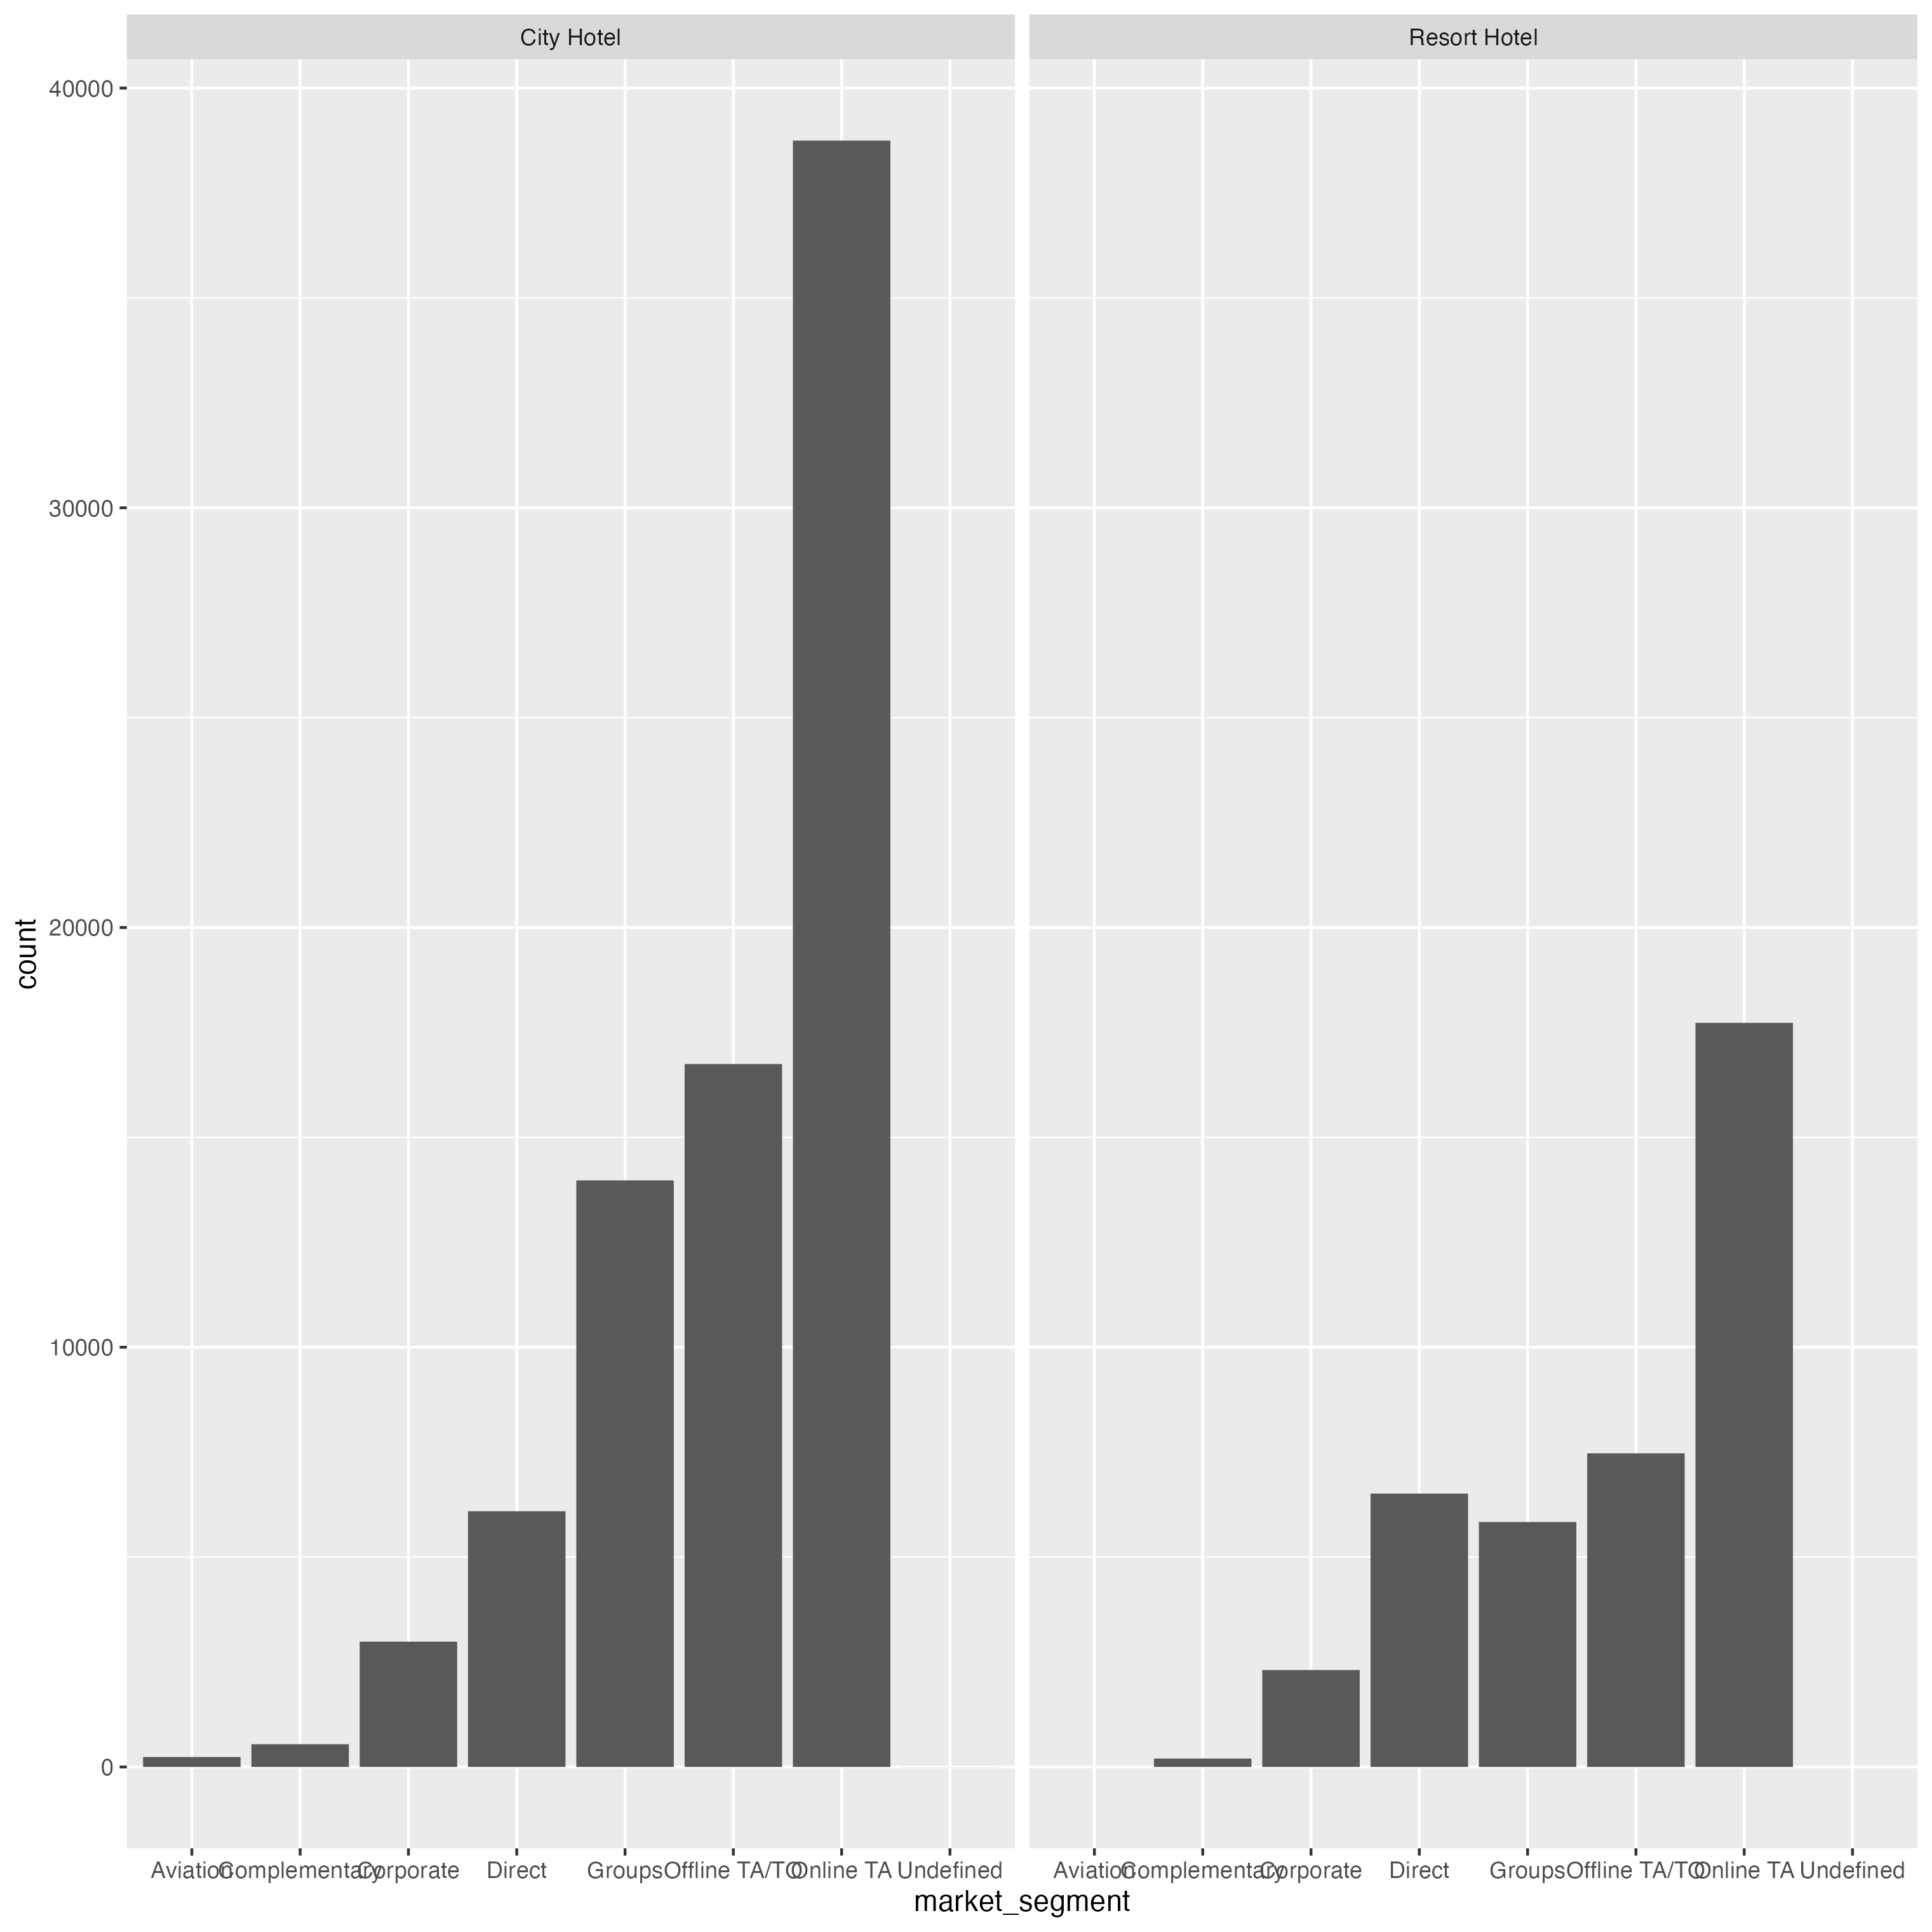 City Hotel
Resort Hotel
40000
30000
20000
10000
0
count
Aviation Complementary Corporate Direct Groups Offline TA/TO Online TA Undefined
Aviation Complementary Corporate Direct Groups Offline TA/TO Online TA Undefined
market_segment